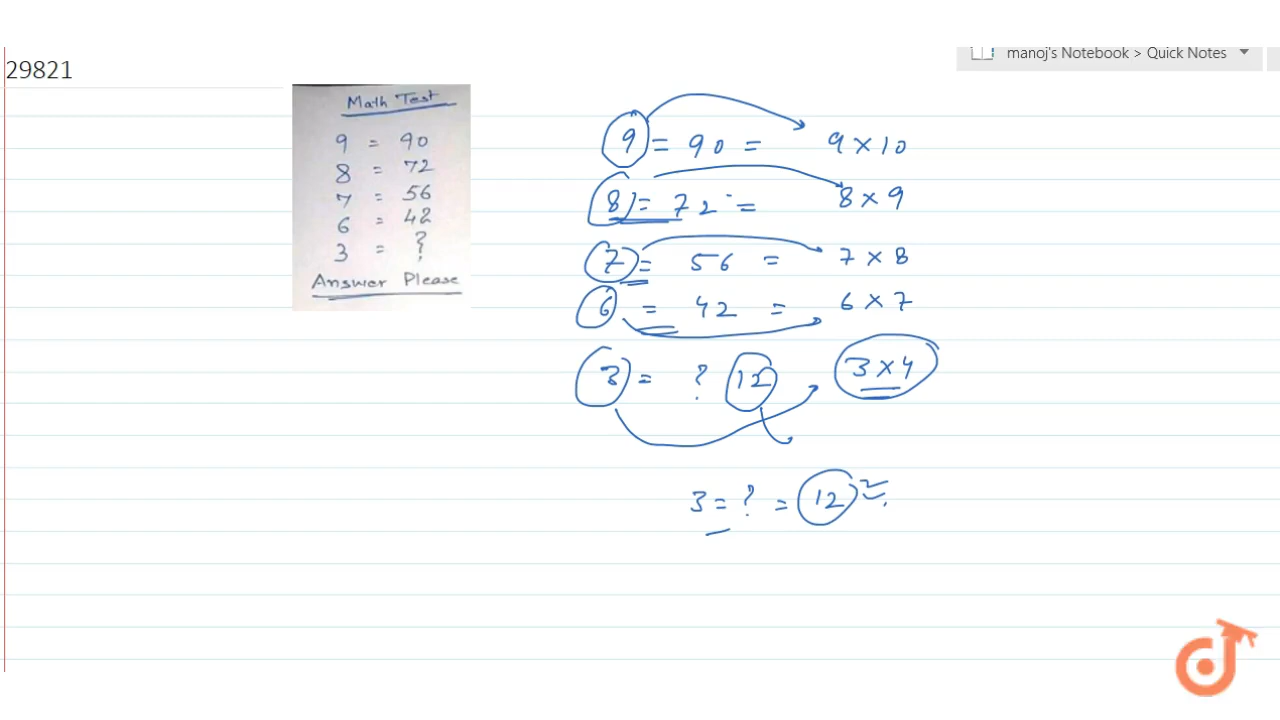 manoj's Notebook > Quick Notes
29821
Math Test
9 = 90
8 = 72
7 = 56
6 = 42
3 = ?
Answer Please
9 = 90 = 9 × 10
8 = 72 = 8 × 9
7 = 56 = 7 × 8
6 = 42 = 6 × 7
3 = ? 12 3 × 4
3 = ? = 12